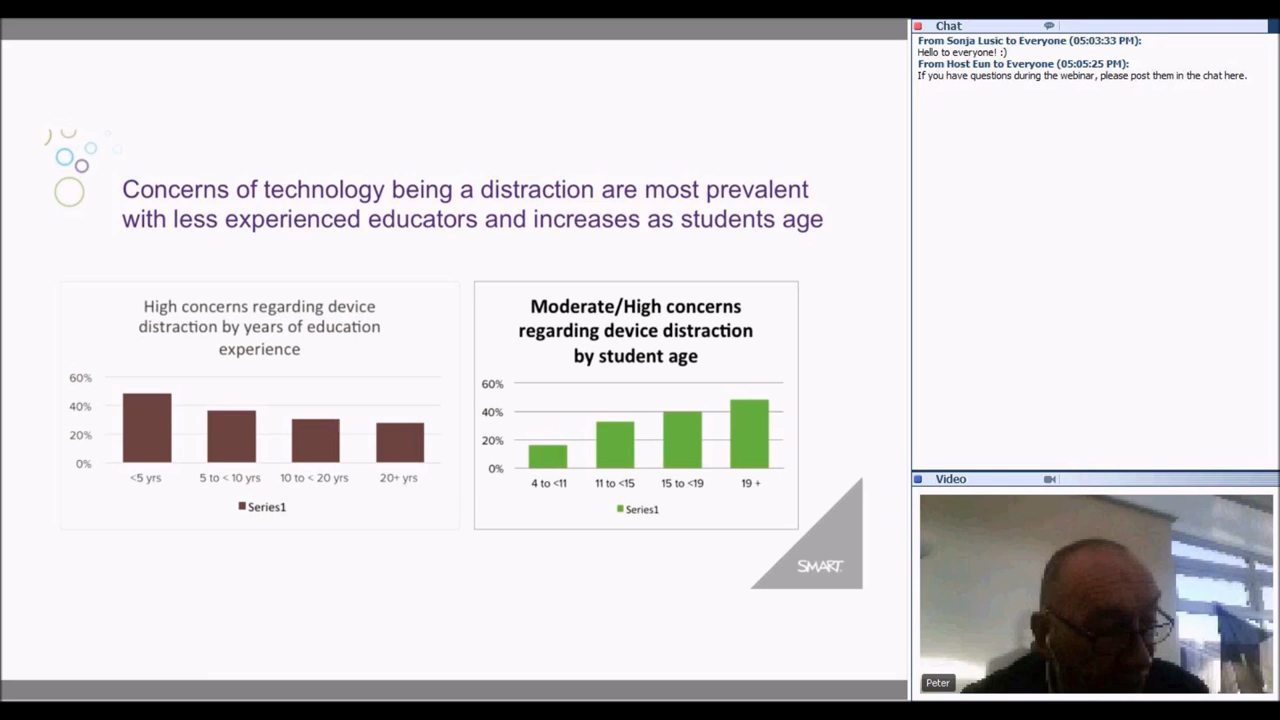 Concerns of technology being a distraction are most prevalent
with less experienced educators and increases as students age
High concerns regarding device
distraction by years of education
experience
60%
40%
20%
0%
<5 yrs
5 to < 10 yrs
10 to < 20 yrs
20+ yrs
Series1
Moderate/High concerns
regarding device distraction
by student age
60%
40%
20%
0%
4 to <11
11 to <15
15 to <19
19 +
Series1
SMART
Chat
From Sonja Lusic to Everyone (05:03:33 PM):
Hello to everyone! :)
From Host Eun to Everyone (05:05:25 PM):
If you have questions during the webinar, please post them in the chat here.
Video
Peter